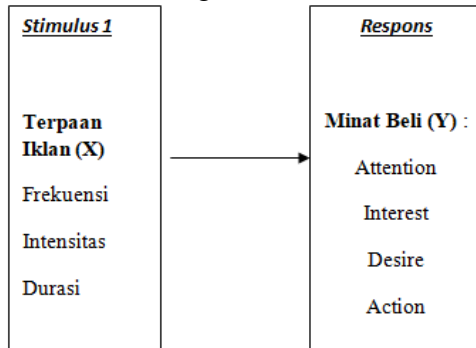 Stimulus 1
Terpaan
Iklan (X)
Frekuensi
Intensitas
Durasi
Respons
Minat Beli (Y) :
Attention
Interest
Desire
Action